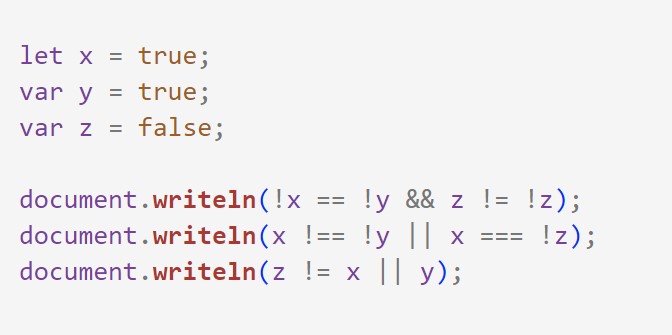 let x = true;
var y = true;
var z = false;
document.writeln(!x == !y && z != !z);
document.writeln(x !== !y || x === !z);
document.writeln(z != x || y);